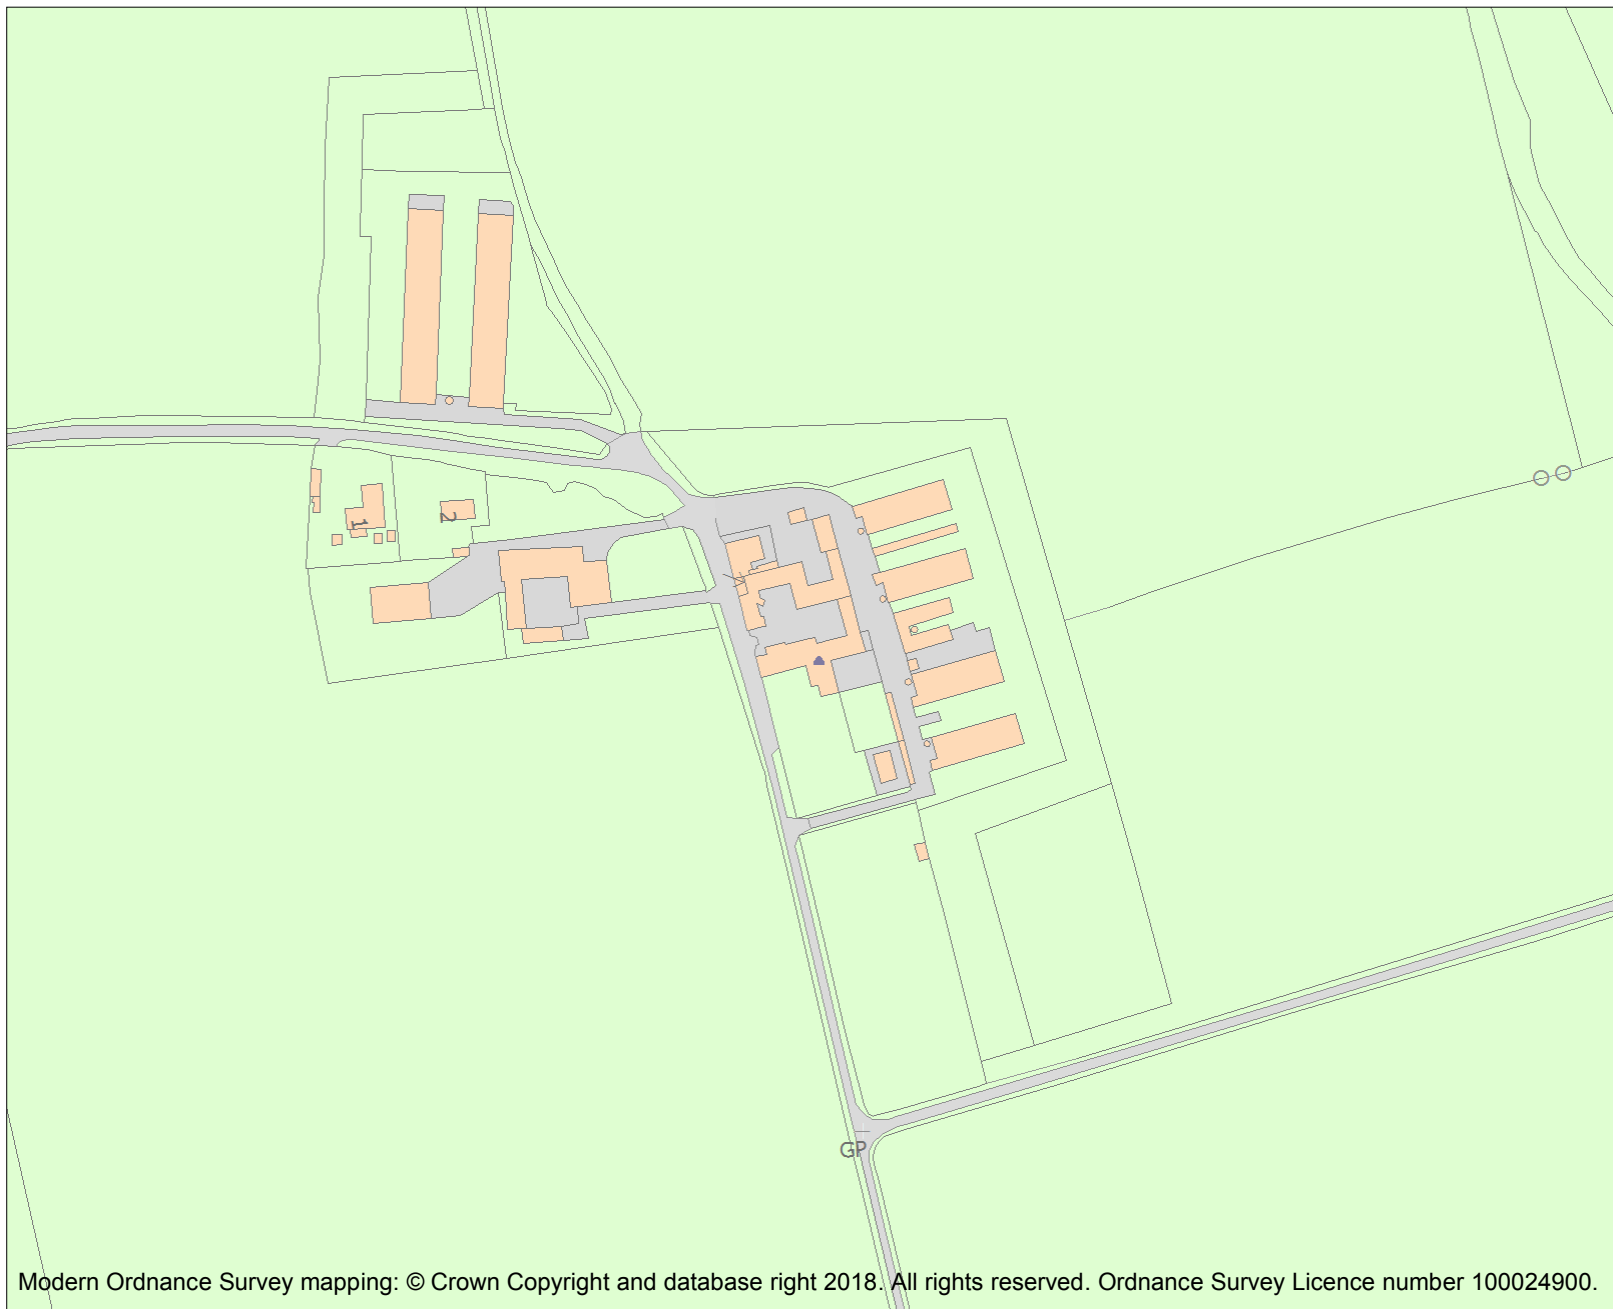 1
2
GP
Modern Ordnance Survey mapping: © Crown Copyright and database right 2018. All rights reserved. Ordnance Survey Licence number 100024900.